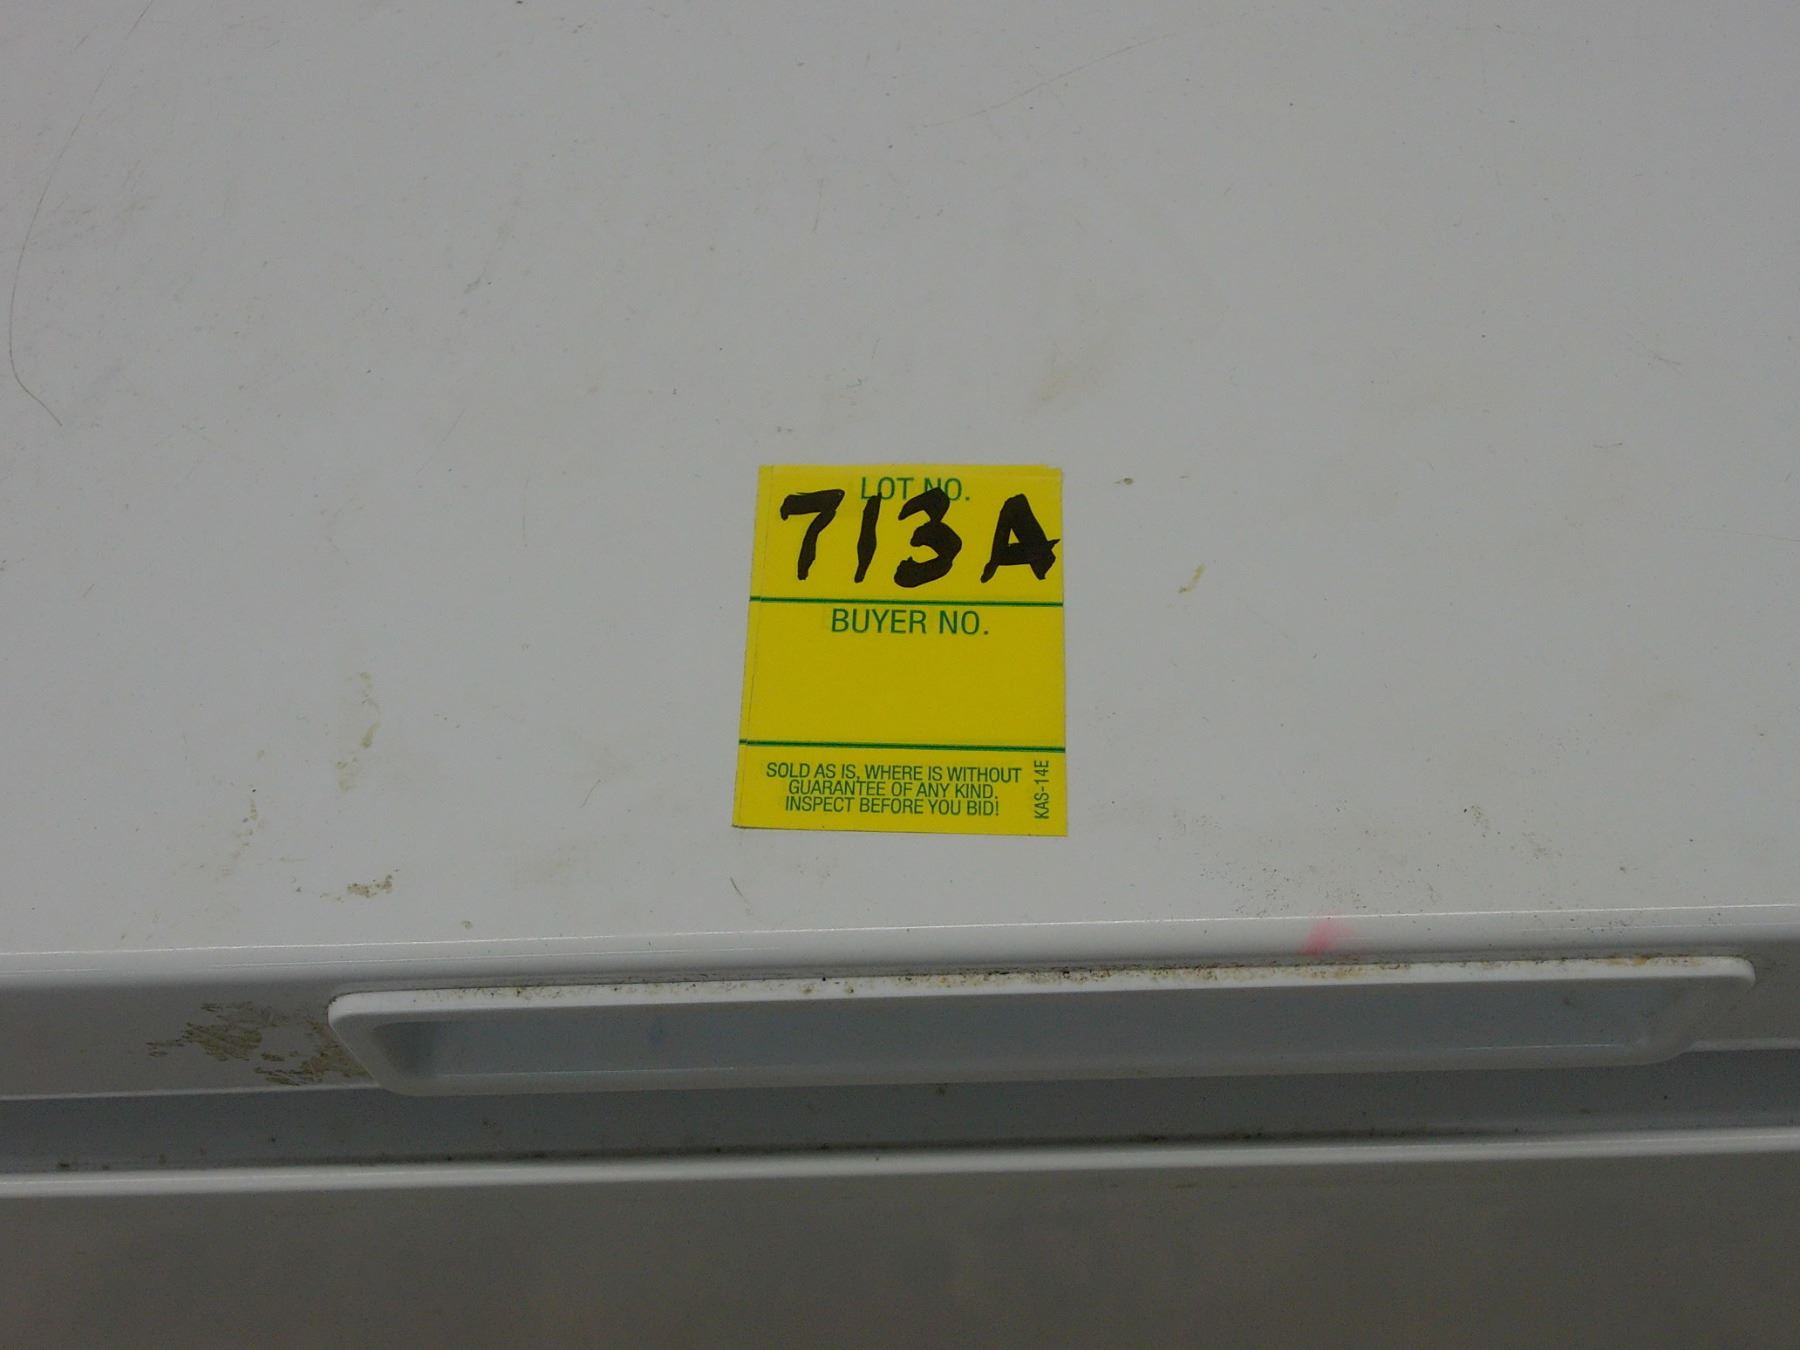 LOT NO.
713A
BUYER NO.
SOLD AS IS, WHERE IS WITHOUT
GUARANTEE OF ANY KIND.
INSPECT BEFORE YOU BID!
KAS-14E